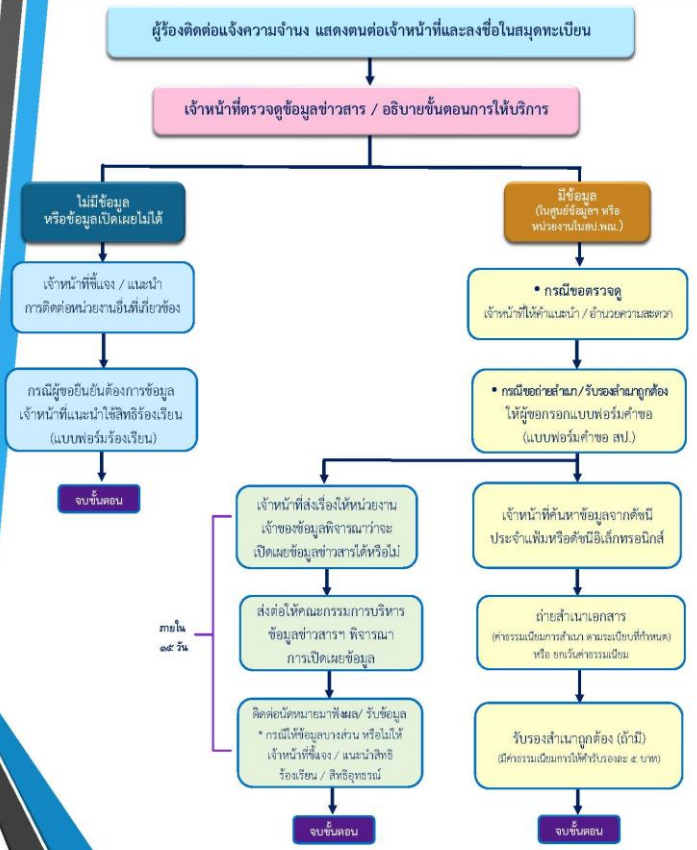 ผู้ร้องติดต่อแจ้งความจำนง แสดงตนต่อเจ้าหน้าที่และลงชื่อในสมุดทะเบียน
เจ้าหน้าที่ตรวจดูข้อมูลข่าวสาร / อธิบายขั้นตอนการให้บริการ
ไม่มีข้อมูล
หรือข้อมูลเปิดเผยไม่ได้
เจ้าหน้าที่ชี้แจง / แนะนำ
การติดต่อหน่วยงานอื่นที่เกี่ยวข้อง
กรณีผู้ขอยืนยันต้องการข้อมูล
เจ้าหน้าที่แนะนำใช้สิทธิร้องเรียน
(แบบฟอร์มร้องเรียน)
จบขั้นตอน
มีข้อมูล
(ในศูนย์ข้อมูลฯ หรือ
หน่วยงานในสป.พณ.)
• กรณีขอตรวจดู
เจ้าหน้าที่ให้คำแนะนำ / อำนวยความสะดวก
• กรณีขอถ่ายสำเนา/รับรองสำเนาถูกต้อง
ให้ผู้ขอกรอกแบบฟอร์มคำขอ
(แบบฟอร์มคำขอ สป.)
ภายใน
๑๕ วัน
เจ้าหน้าที่ส่งเรื่องให้หน่วยงาน
เจ้าของข้อมูลพิจารณาว่าจะ
เปิดเผยข้อมูลข่าวสารได้หรือไม่
ส่งต่อให้คณะกรรมการบริหาร
ข้อมูลข่าวสารฯ พิจารณา
การเปิดเผยข้อมูล
ติดต่อนัดหมายมาฟังผล/ รับข้อมูล
* กรณีให้ข้อมูลบางส่วน หรือไม่ให้
เจ้าหน้าที่ชี้แจง / แนะนำสิทธิ
ร้องเรียน / สิทธิอุทธรณ์
จบขั้นตอน
เจ้าหน้าที่ค้นหาข้อมูลจากดัชนี
ประจำแฟ้มหรือดัชนีอิเล็กทรอนิกส์
ถ่ายสำเนาเอกสาร
(ค่าธรรมเนียมการสำเนา ตามระเบียบที่กำหนด)
หรือ ยกเว้นค่าธรรมเนียม
รับรองสำเนาถูกต้อง (ถ้ามี)
(มีค่าธรรมเนียมการให้คำรับรองละ ๕ บาท)
จบขั้นตอน